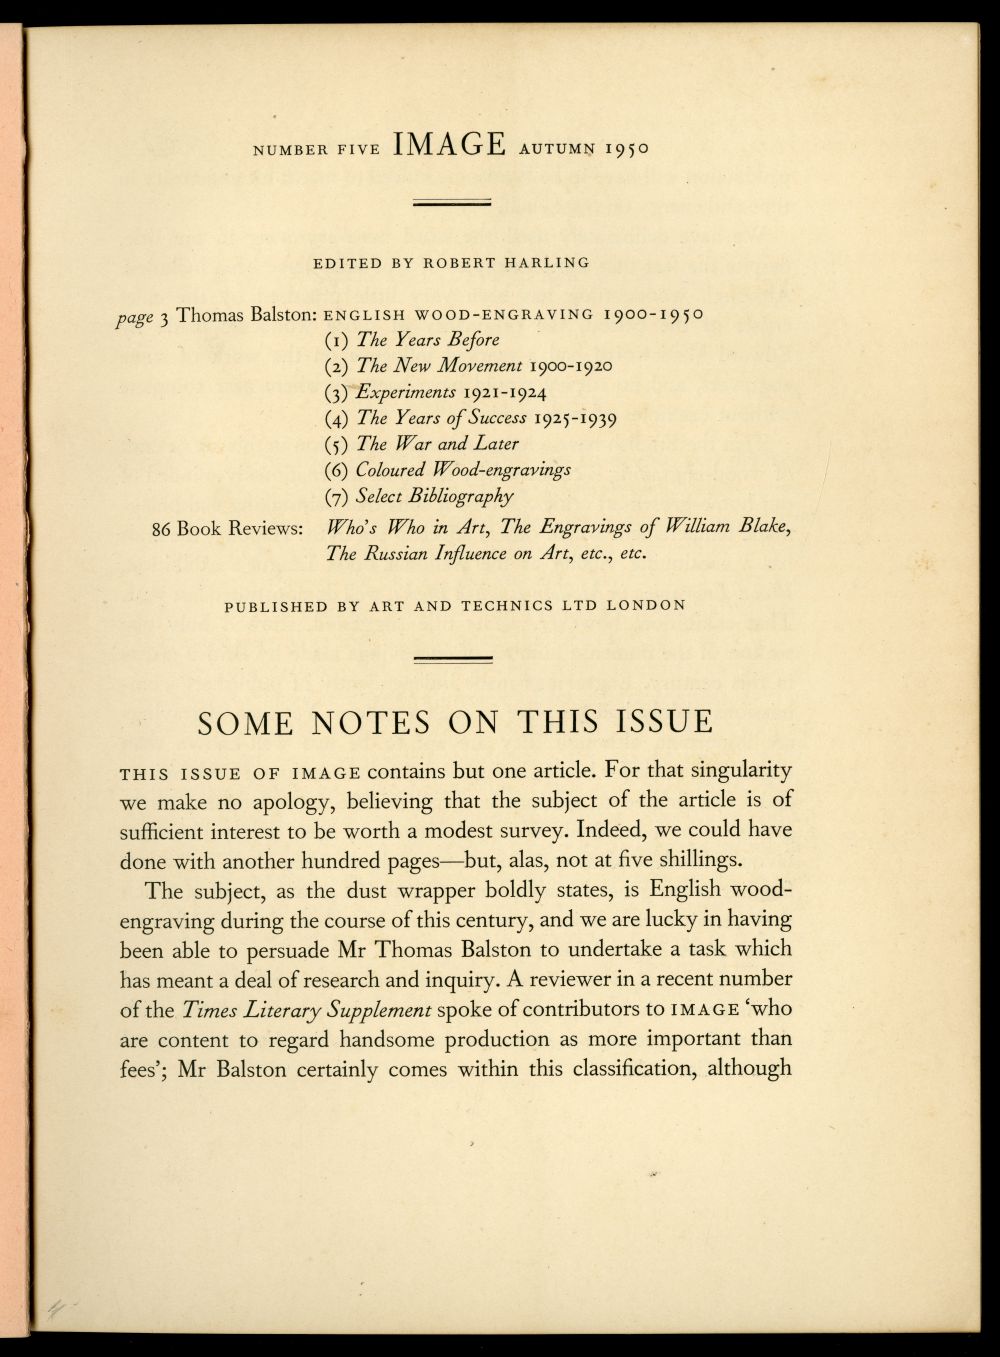 NUMBER FIVE IMAGE AUTUMN 1950
EDITED BY ROBERT HARLING
page 3 Thomas Balston: ENGLISH WOOD-ENGRAVING 1900-1950
(1) The Years Before
(2) The New Movement 1900-1920
(3) Experiments 1921-1924
(4) The Years of Success 1925-1939
(5) The War and Later
(6) Coloured Wood-engravings
(7) Select Bibliography
86 Book Reviews: Who's Who in Art, The Engravings of William Blake,
The Russian Influence on Art, etc., etc.
PUBLISHED BY ART AND TECHNICS LTD LONDON
SOME NOTES ON THIS ISSUE
THIS ISSUE OF IMAGE contains but one article. For that singularity
we make no apology, believing that the subject of the article is of
sufficient interest to be worth a modest survey. Indeed, we could have
done with another hundred pages—but, alas, not at five shillings.
The subject, as the dust wrapper boldly states, is English wood-
engraving during the course of this century, and we are lucky in having
been able to persuade Mr Thomas Balston to undertake a task which
has meant a deal of research and inquiry. A reviewer in a recent number
of the Times Literary Supplement spoke of contributors to IMAGE ‘who
are content to regard handsome production as more important than
fees’; Mr Balston certainly comes within this classification, although